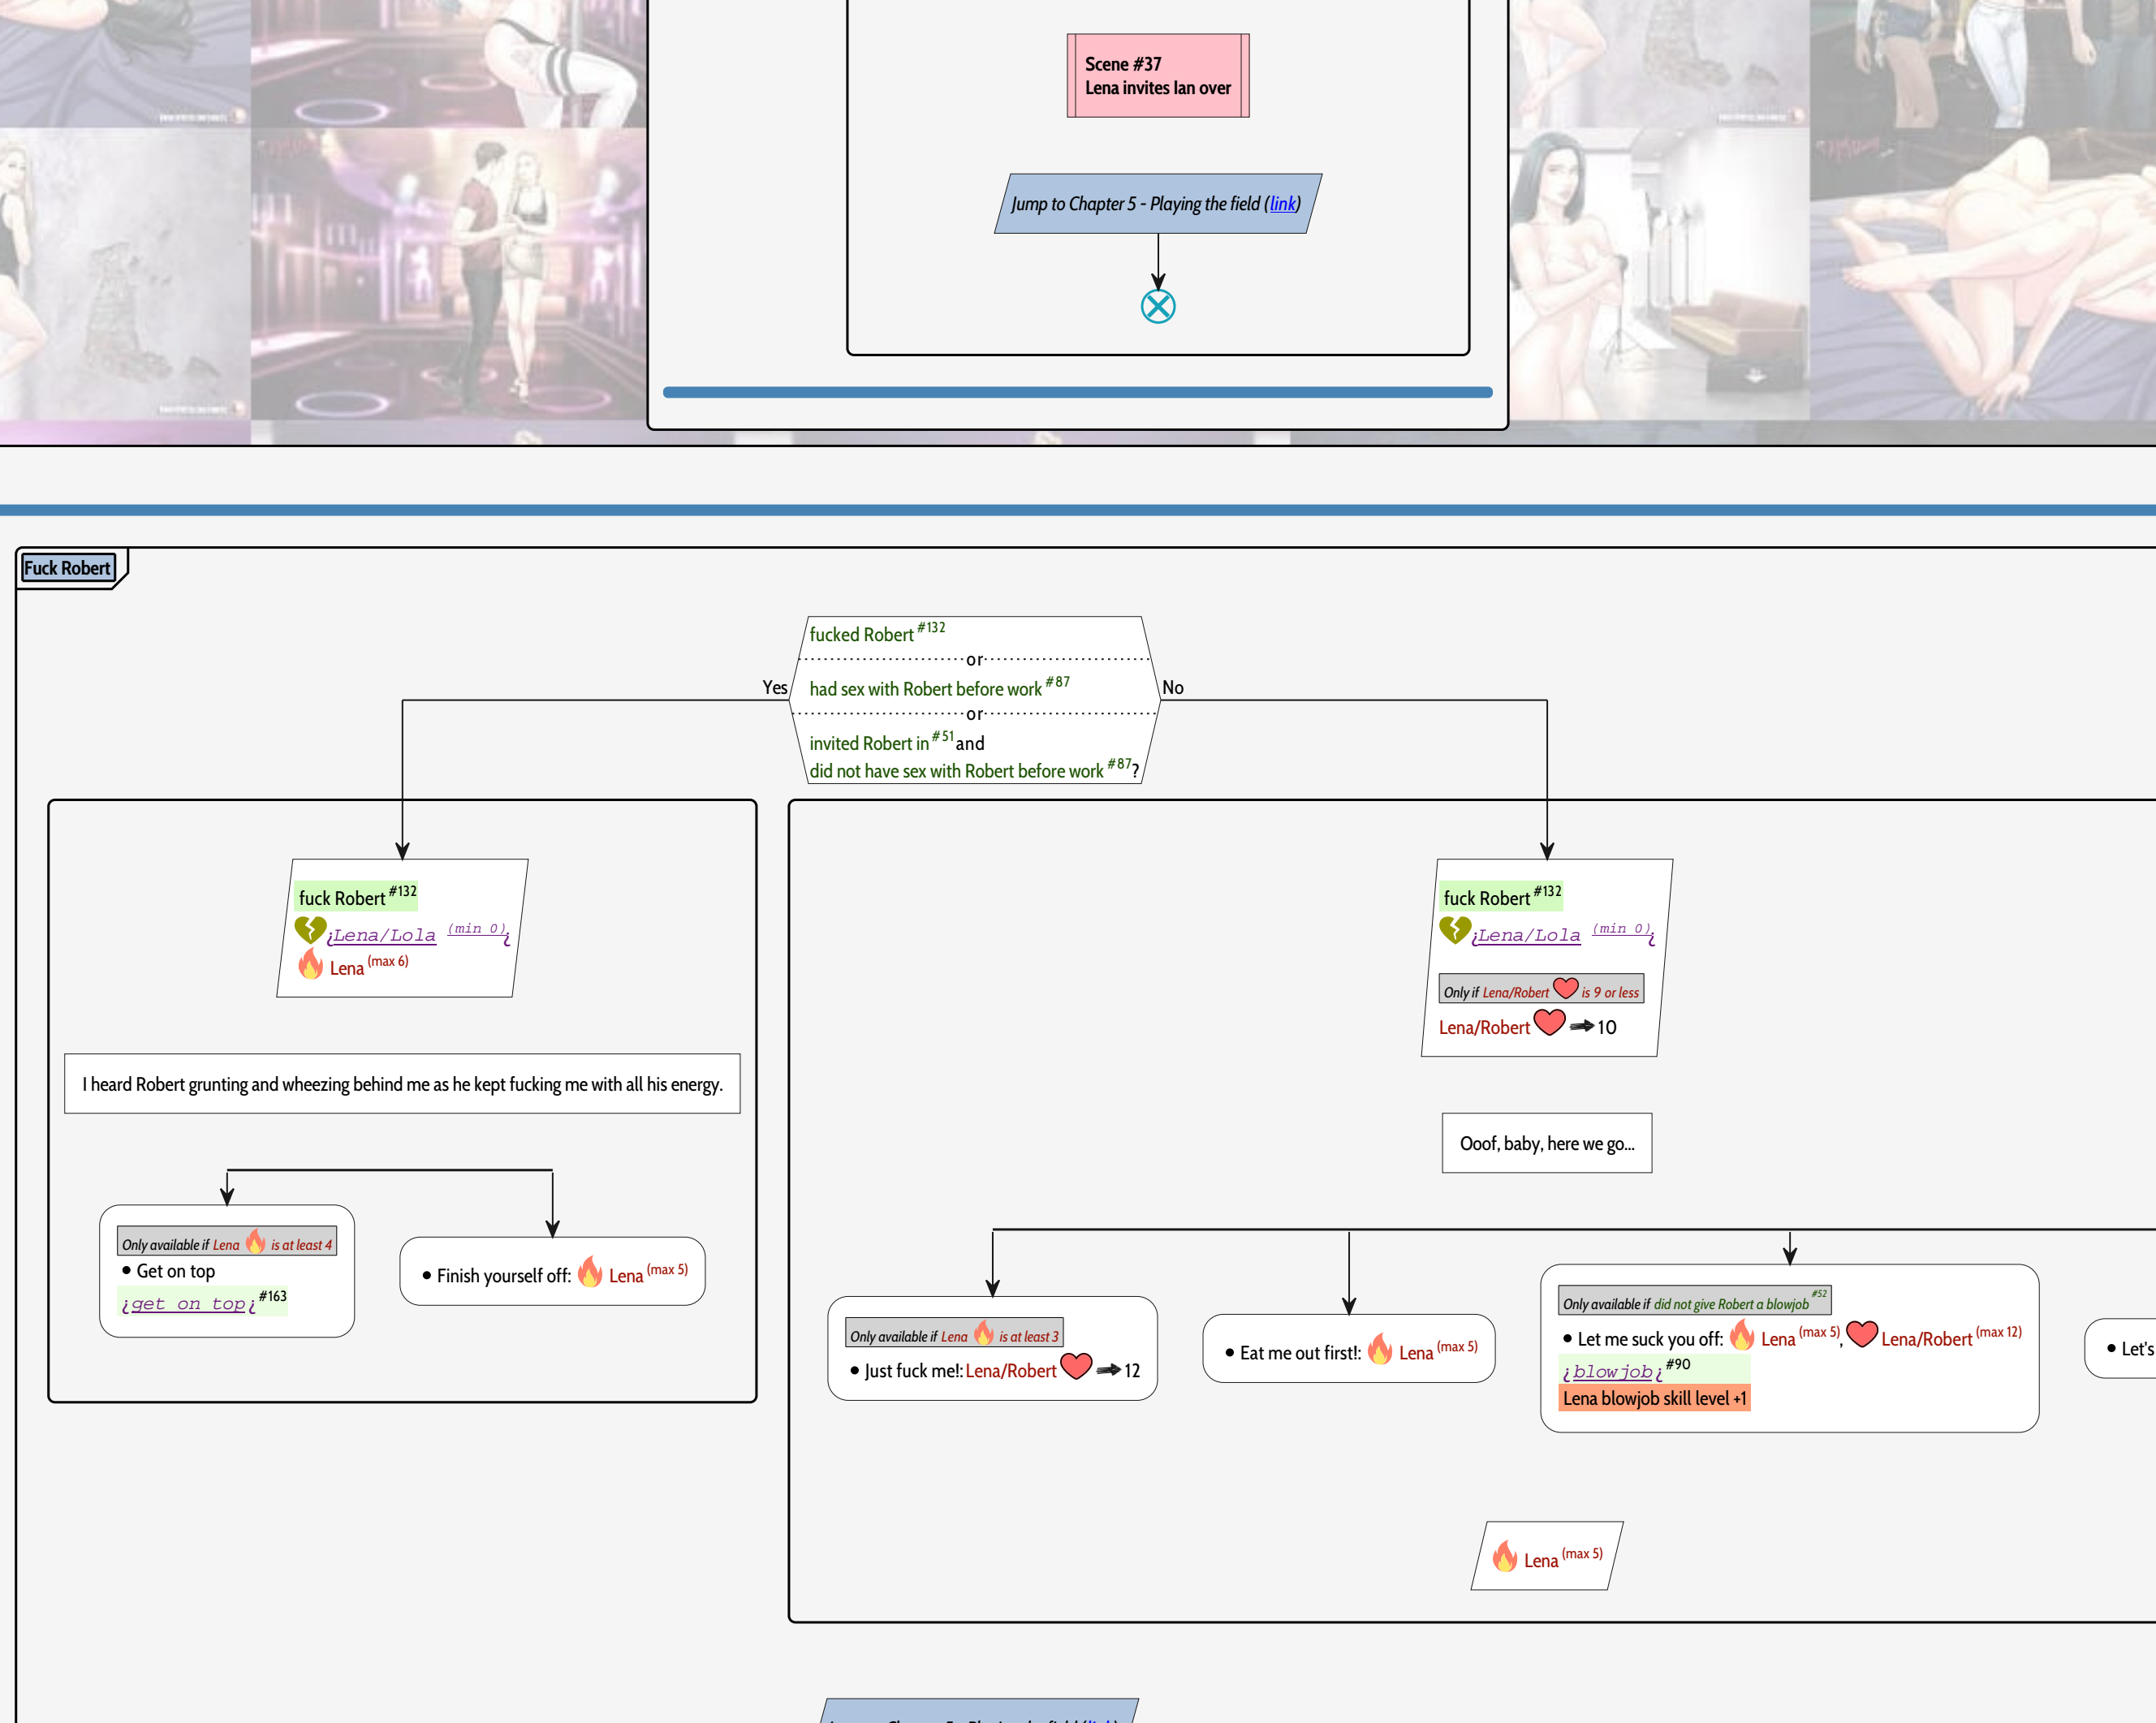 Scene #37
Lena invites Ian over
Jump to Chapter 5 - Playing the field (link)
Fuck Robert
fucked Robert #132
or
had sex with Robert before work #87
or
invited Robert in #51 and
did not have sex with Robert before work #87?
Yes
No
fuck Robert #132
¿Lena/Lola (min 0)¿
Lena (max 6)
I heard Robert grunting and wheezing behind me as he kept fucking me with all his energy.
Only available if Lena is at least 4
• Get on top
¿get on top¿ #163
• Finish yourself off: Lena (max 5)
fuck Robert #132
¿Lena/Lola (min 0)¿
Only if Lena/Robert is 9 or less
Lena/Robert 10
Ooof, baby, here we go...
Only available if Lena is at least 3
• Just fuck me!: Lena/Robert 12
• Eat me out first!: Lena (max 5)
Only available if did not give Robert a blowjob #52
• Let me suck you off: Lena (max 5), Lena/Robert (max 12)
¿blowjob¿ #90
Lena blowjob skill level +1
• Let's
Lena (max 5)